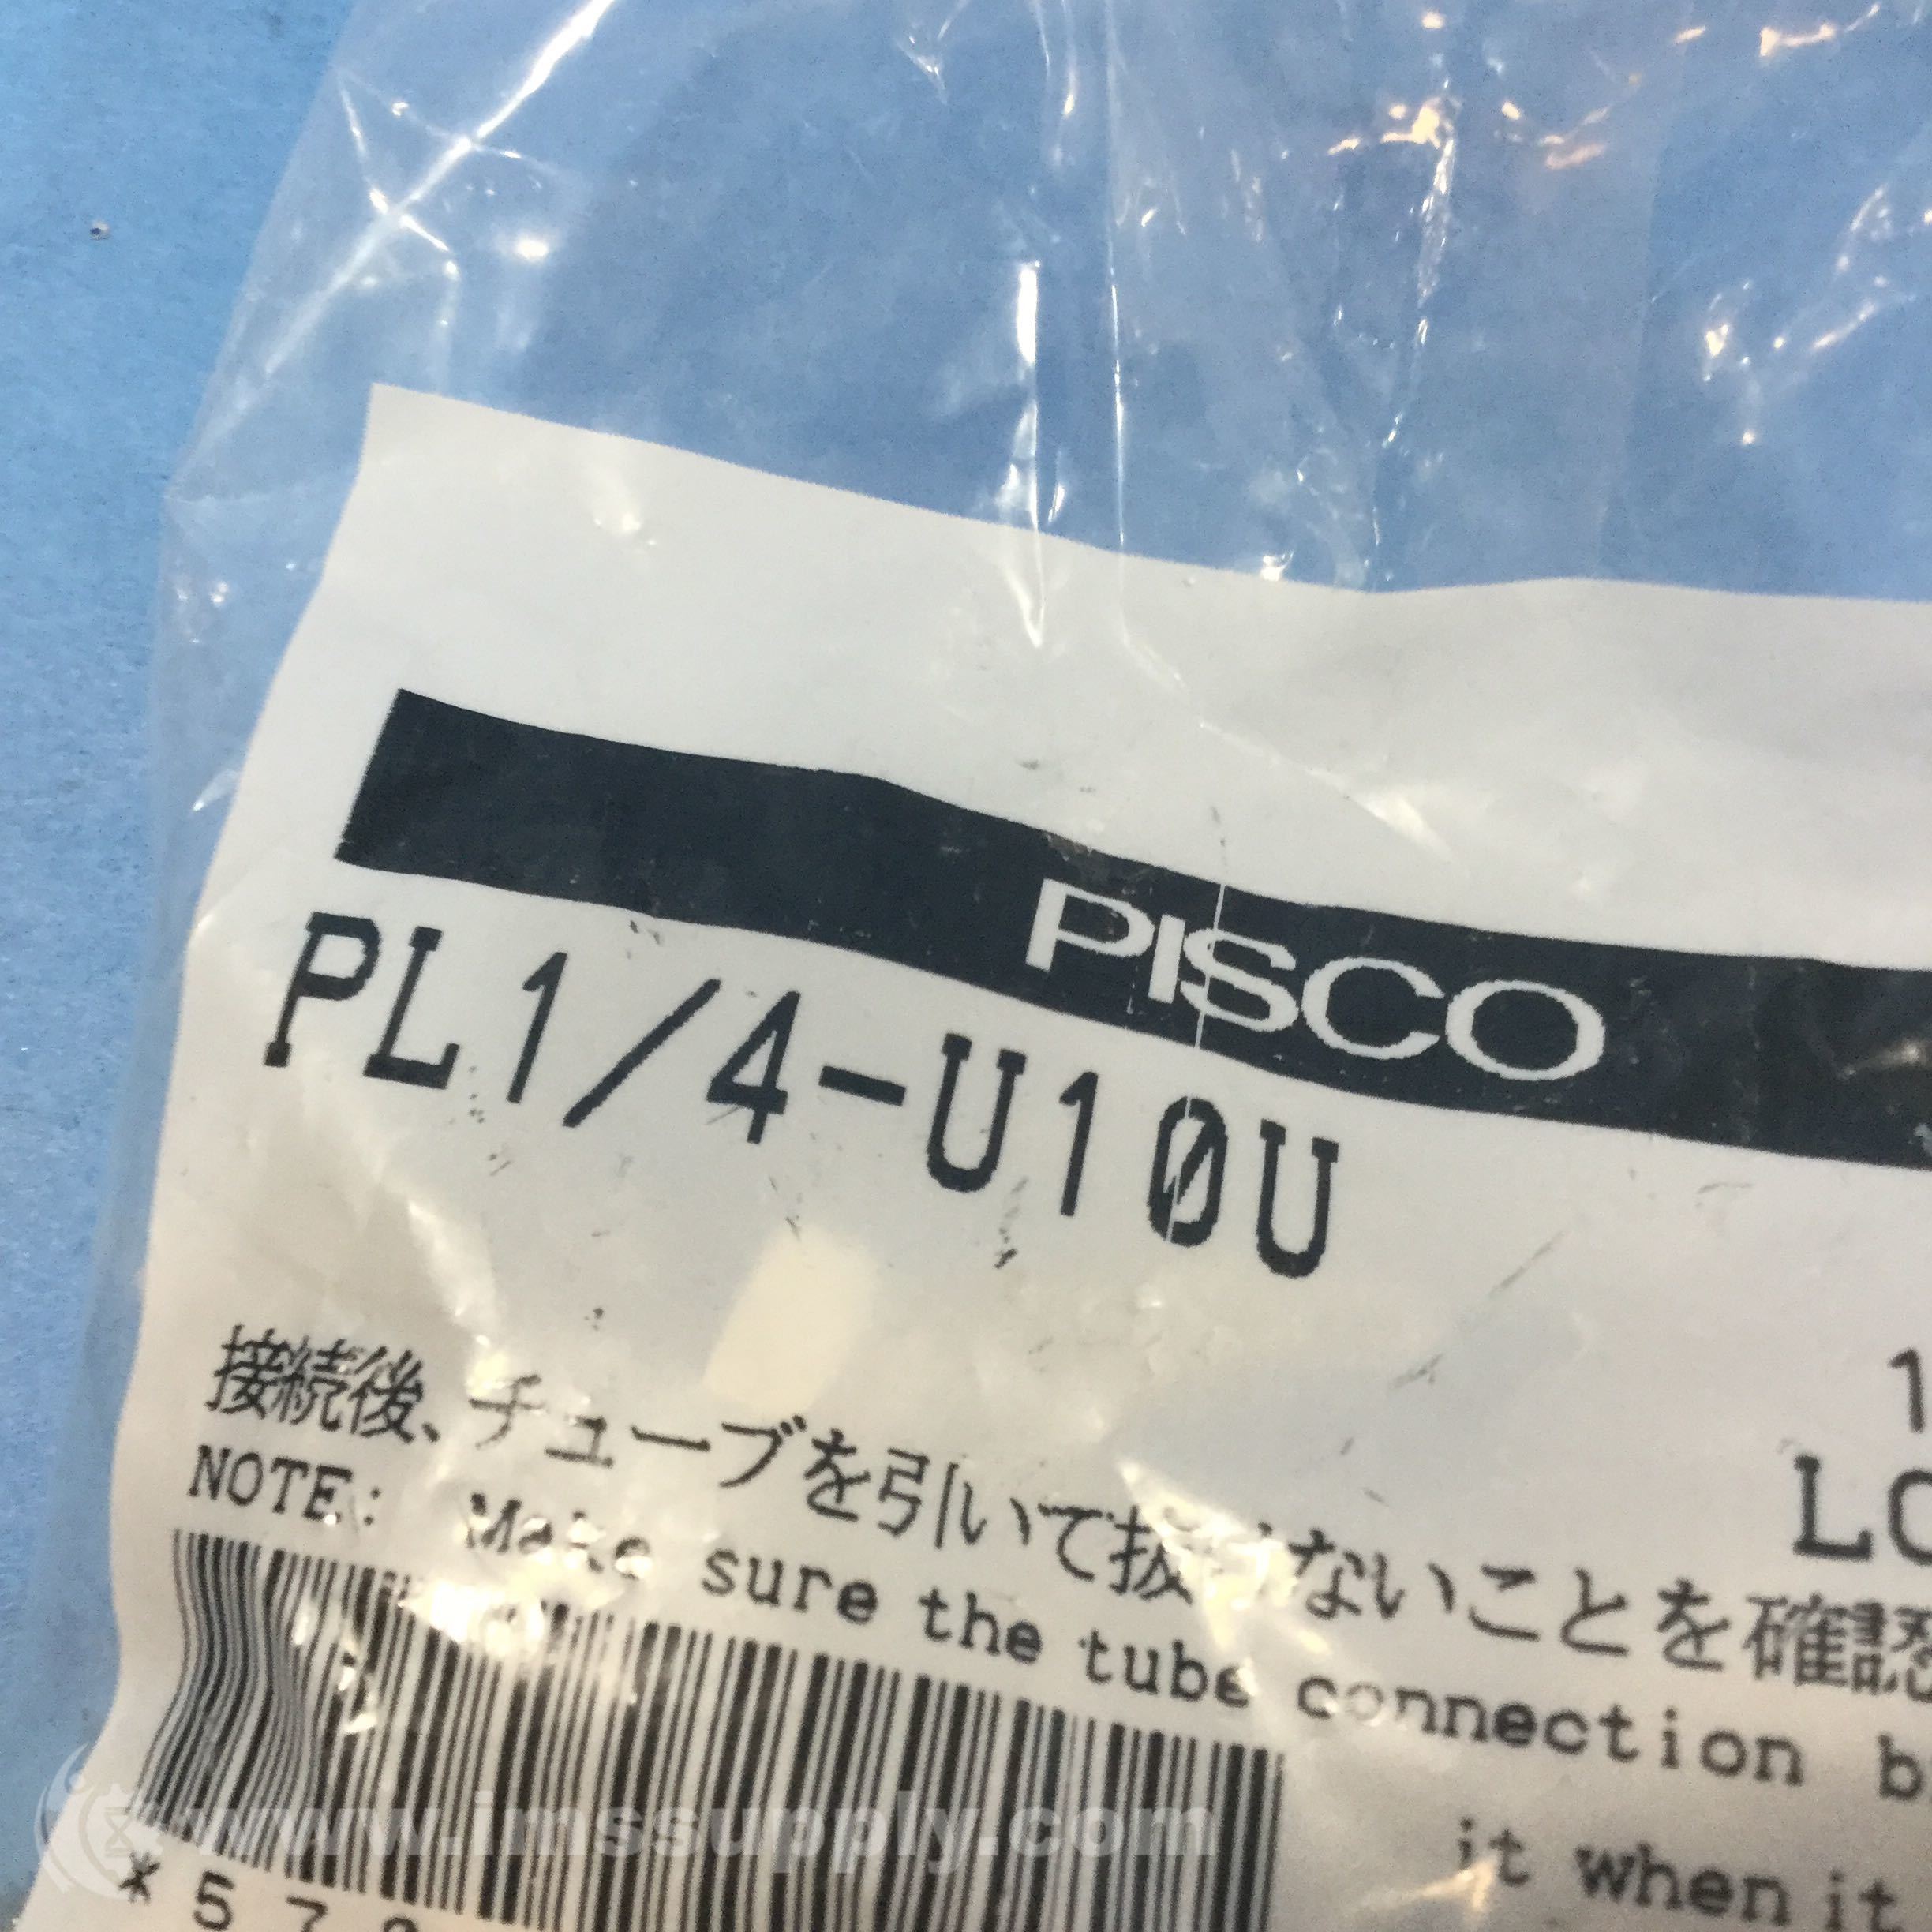 PISCO
PL1/4-U10U
1
LO
接続後、チューブを引いて抜けないことを確認
NOTE: Make sure the tube connection b
it when it
*57
www.imssupply.com